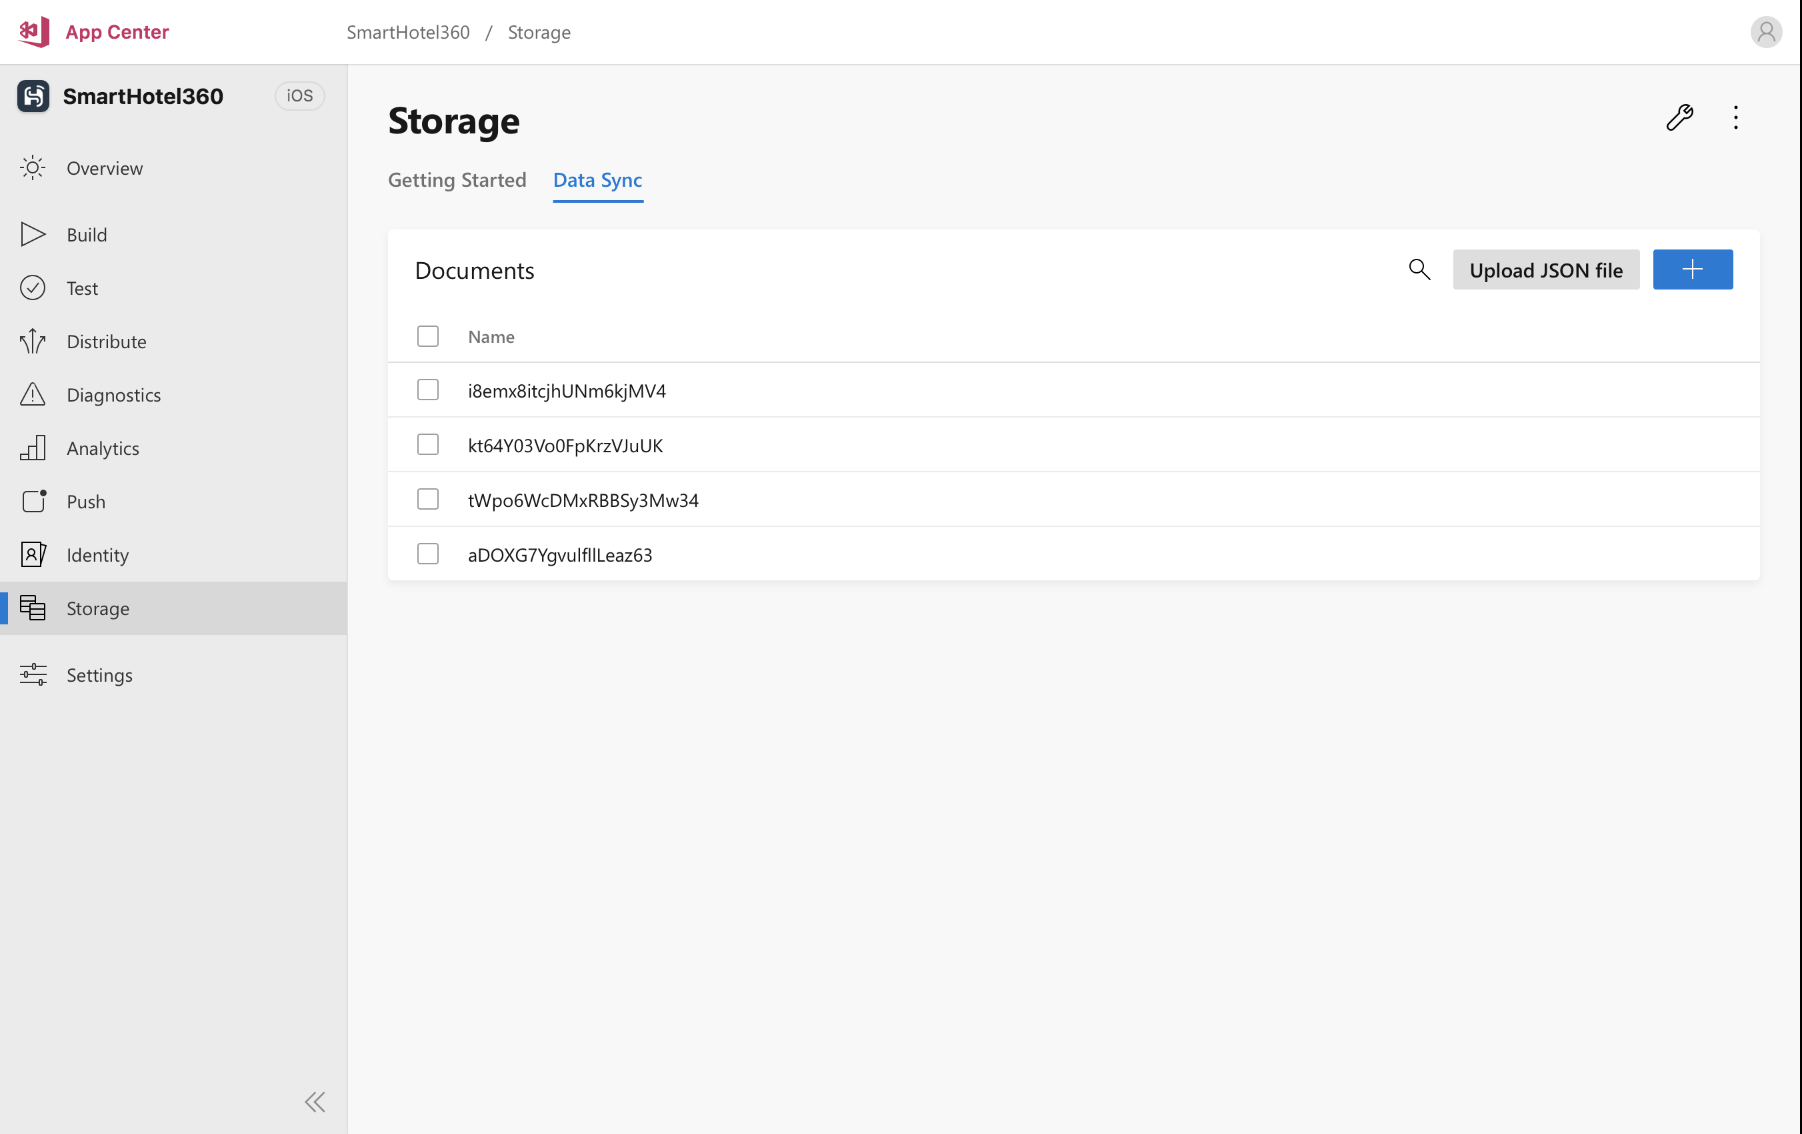 App Center
SmartHotel360 / Storage
SmartHotel360
iOS
Overview
Build
Test
Distribute
Diagnostics
Analytics
Push
Identity
Storage
Settings
Storage
Getting Started
Data Sync
Documents
Upload JSON file
Name
i8emx8itcjhUNm6kjMV4
kt64Y03Vo0FpKrzVJuUK
tWpo6WcDMxRBBSy3Mw34
aDOXG7YgvulfllLeaz63